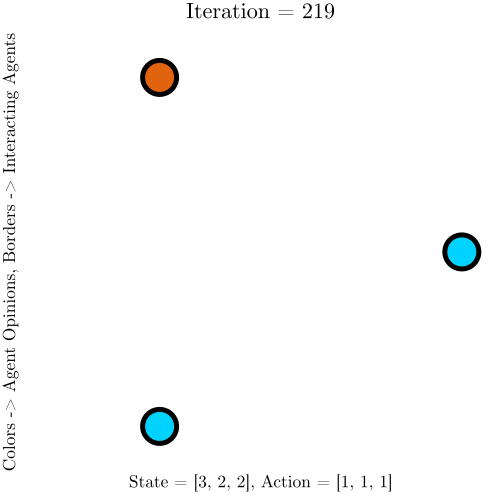 Iteration = 219
Colors -> Agent Opinions, Borders -> Interacting Agents
State = [3, 2, 2], Action = [1, 1, 1]